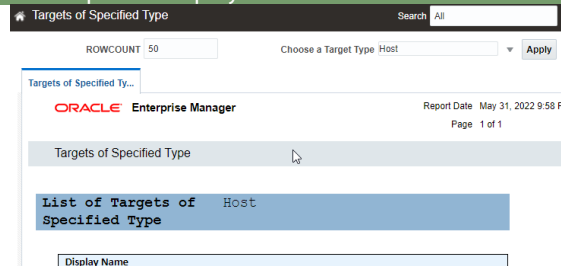 Targets of Specified Type Search All
ROWCOUNT 50 Choose a Target Type Host Apply
Targets of Specified Ty...
ORACLE Enterprise Manager Report Date May 31, 2022 9:58
Page 1 of 1
Targets of Specified Type
List of Targets of Host
Specified Type
Display Name